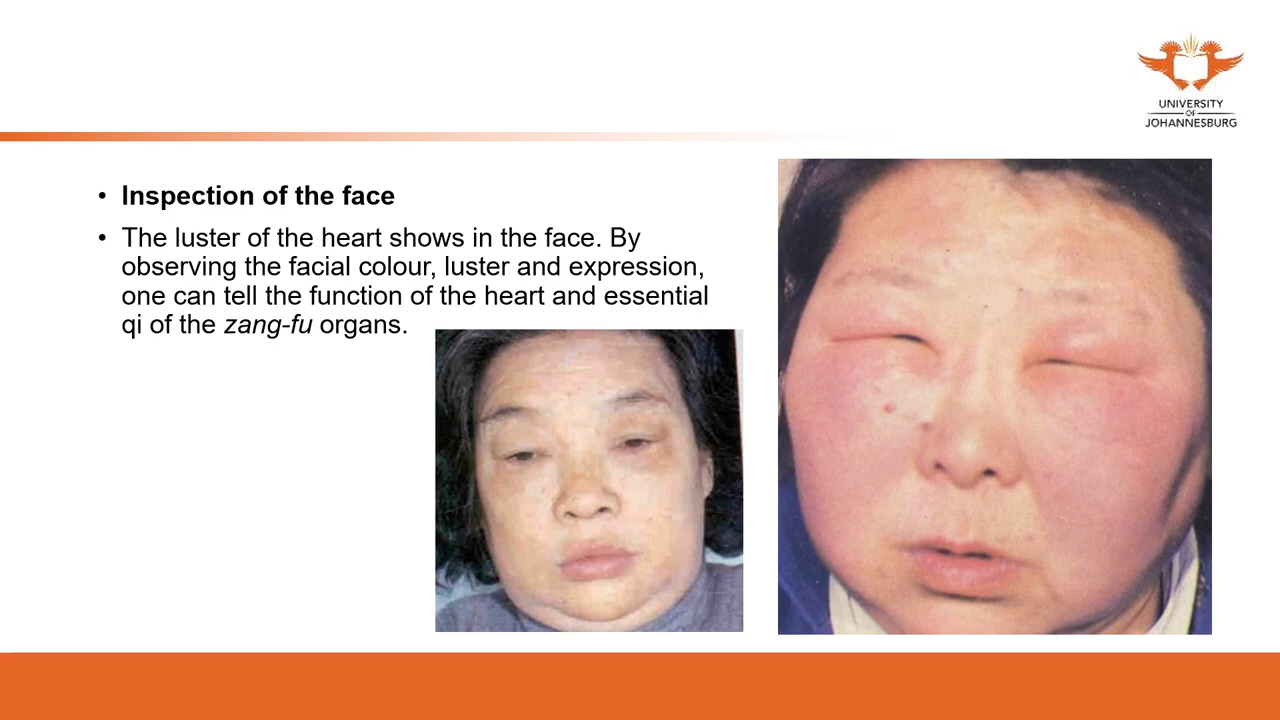 UNIVERSITY
OF
JOHANNESBURG
• Inspection of the face
• The luster of the heart shows in the face. By
observing the facial colour, luster and expression,
one can tell the function of the heart and essential
qi of the zang-fu organs.